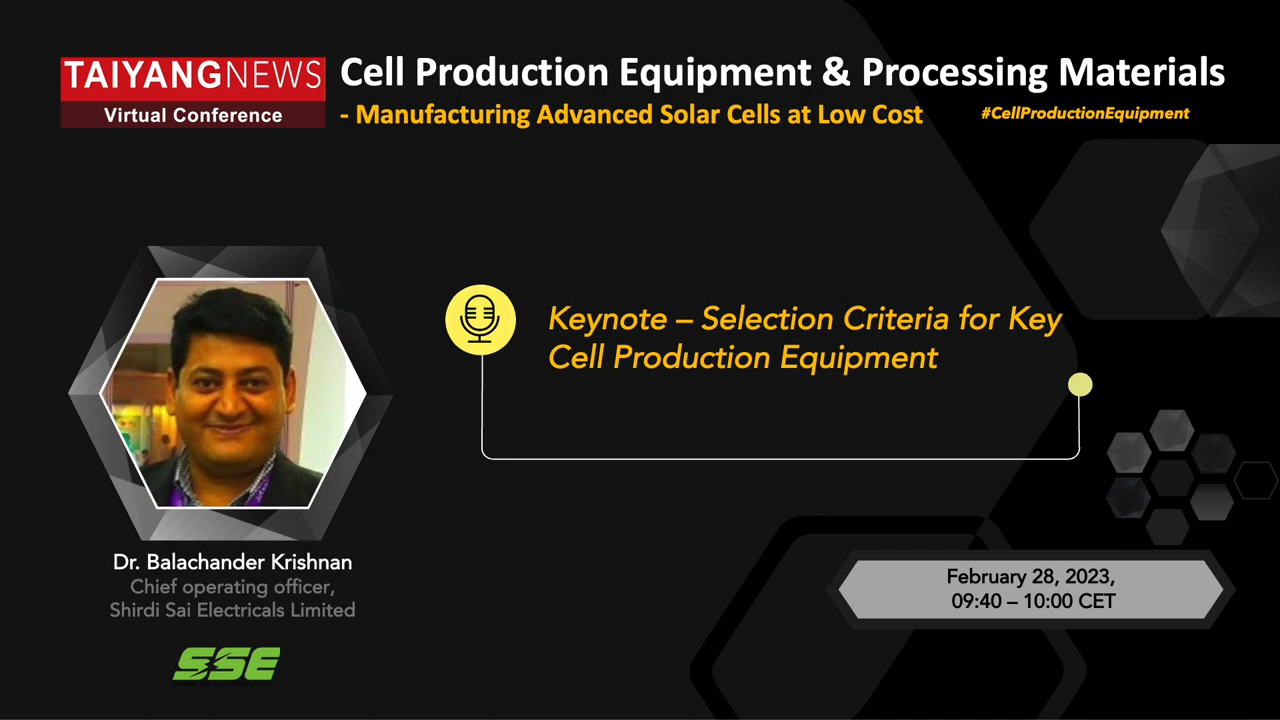 TAIYANGNEWS
Virtual Conference
Cell Production Equipment & Processing Materials
- Manufacturing Advanced Solar Cells at Low Cost
#CellProductionEquipment
Keynote – Selection Criteria for Key
Cell Production Equipment
Dr. Balachander Krishnan
Chief operating officer,
Shirdi Sai Electricals Limited
SSE
February 28, 2023,
09:40 – 10:00 CET